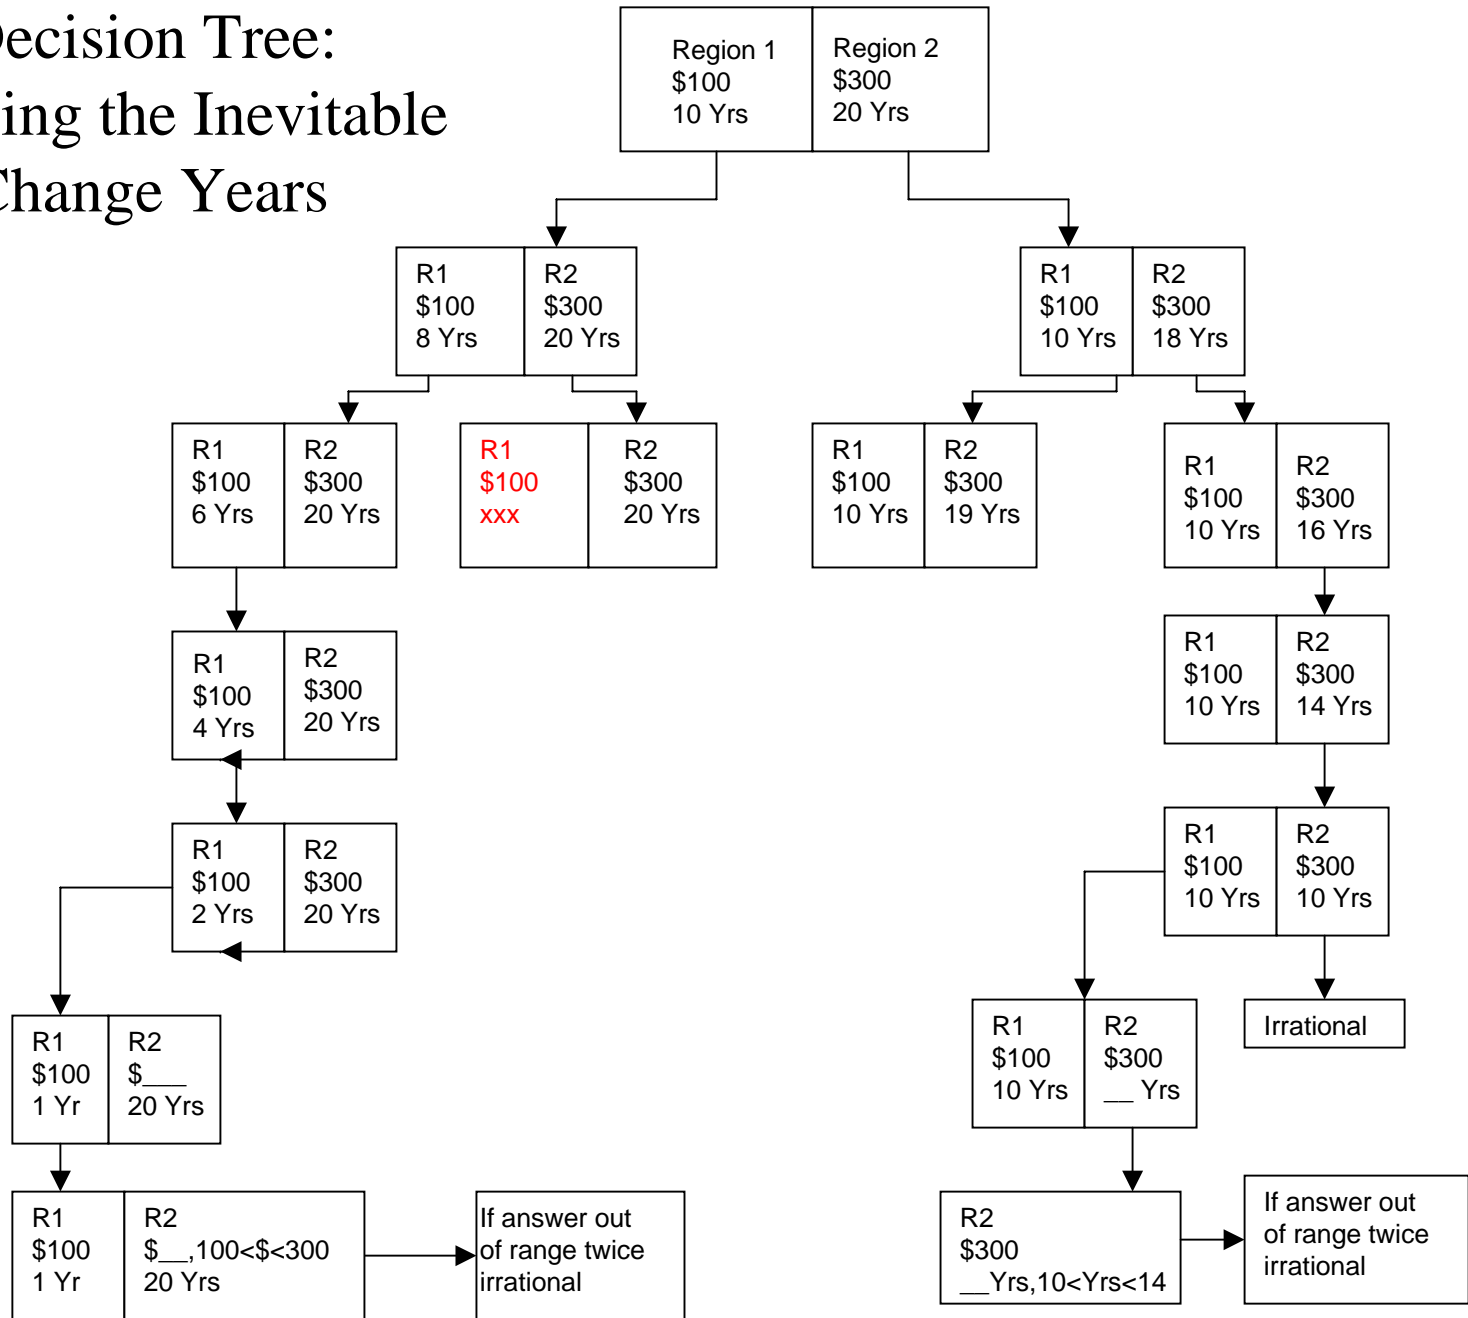 ecision Tree:
ing the Inevitable
Change Years
Region 1
$100
10 Yrs
Region 2
$300
20 Yrs
R1
$100
8 Yrs
R2
$300
20 Yrs
R1
$100
10 Yrs
R2
$300
18 Yrs
R1
$100
6 Yrs
R2
$300
20 Yrs
R1
$100
xxx
R2
$300
20 Yrs
R1
$100
10 Yrs
R2
$300
19 Yrs
R1
$100
10 Yrs
R2
$300
16 Yrs
R1
$100
4 Yrs
R2
$300
20 Yrs
R1
$100
10 Yrs
R2
$300
14 Yrs
R1
$100
2 Yrs
R2
$300
20 Yrs
R1
$100
10 Yrs
R2
$300
10 Yrs
R1
$100
1 Yr
R2
$___
20 Yrs
R1
$100
10 Yrs
R2
$300
__ Yrs
Irrational
R1
$100
1 Yr
R2
$__,100<$<300
20 Yrs
If answer out
of range twice
irrational
R2
$300
__Yrs,10<Yrs<14
If answer out
of range twice
irrational